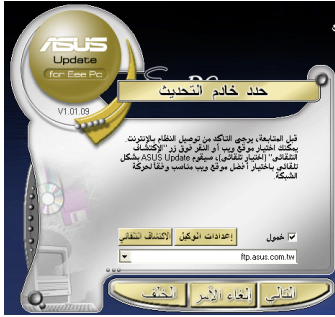 ASUS
Update
for Eee Pc
V1.01.09
حدد خادم التحديث
قبل المتابعة، يرجى التأكد من توصيل النظام بالإنترنت.
يمكنك اختيار موقع ويب أو النقر فوق زر "الإكتشاف
التلقائي" (اختيار تلقائي)، سيقوم ASUS Update بشكل
تلقائي باختيار أفضل موقع ويب مناسب وفقاً لحركة
الشبكة.
خمول
إعدادات الوكيل
الاكتشاف التلقائي
ftp.asus.com.tw
التالي
إلغاء الأمر
الخلف